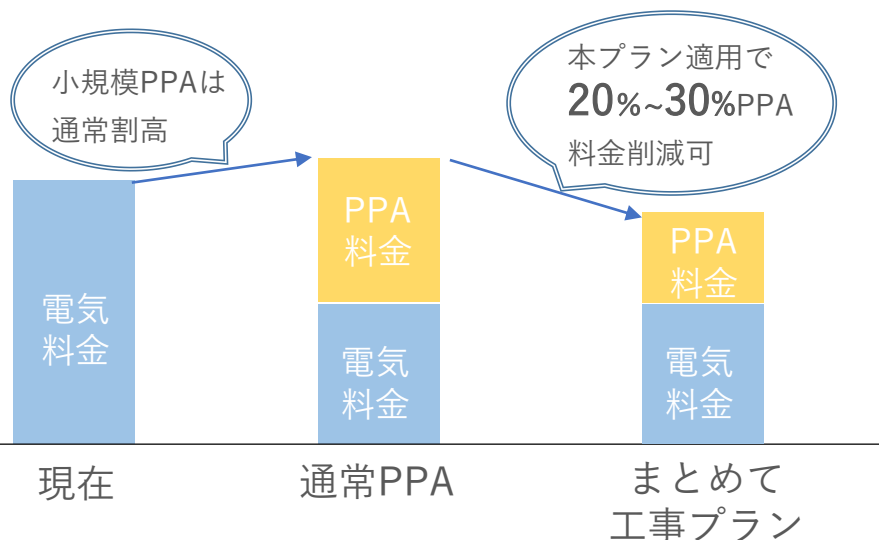 小規模PPAは
通常割高
本プラン適用で
20%~30%PPA
料金削減可
電気
料金
PPA
料金
電気
料金
PPA
料金
電気
料金
現在
通常PPA
まとめて
工事プラン